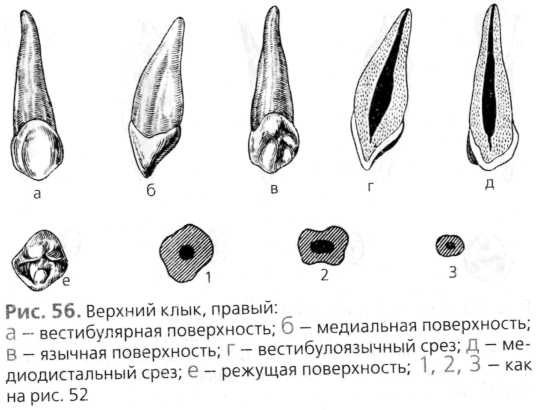 а
б
в
г
д
е
1
2
3
Рис. 56. Верхний клык, правый:
а – вестибулярная поверхность; б – медиальная поверхность;
в – язычная поверхность; г – вестибулоязычный срез; д – ме-
диодистальный срез; е – режущая поверхность; 1, 2, 3 – как
на рис. 52